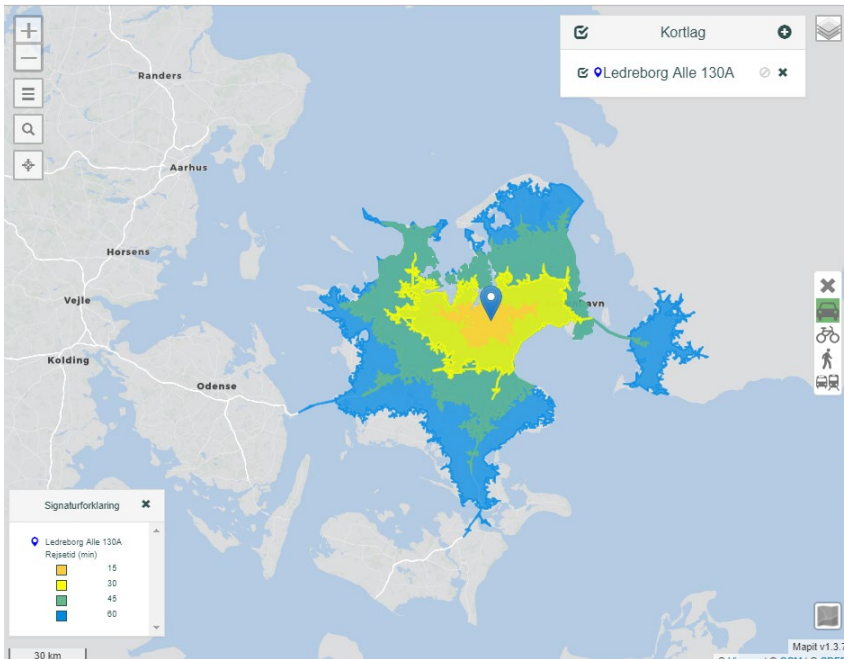 Kortlag
Ledreborg Alle 130A
Randers
Aarhus
Horsens
Vejle
Kolding
Odense
avn
Signaturforklaring
Ledreborg Alle 130A
Rejsetid (min)
15
30
45
60
30 km
Mapit v1.3.7